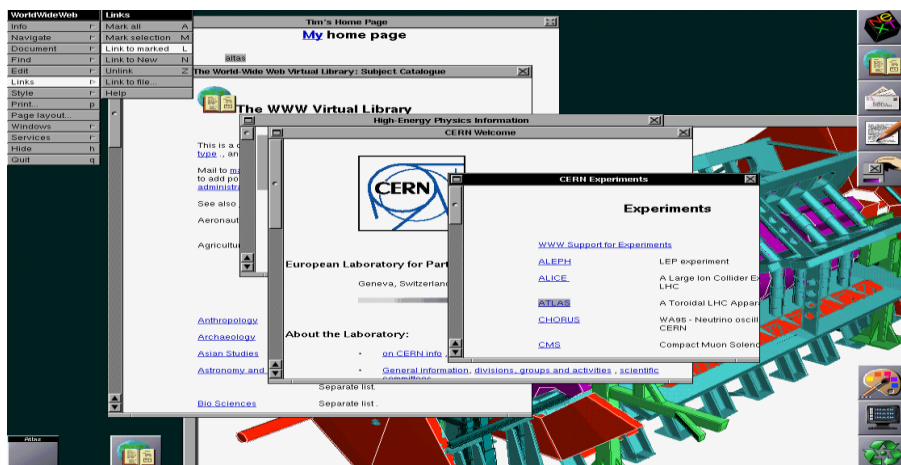 WorldWideWeb
Info
Navigate
Document
Find
Edit
Links
Style
Print... p
Page layout...
Windows
Services
Hide h
Quit q
Links
Mark all A
Mark selection M
Link to marked L
Link to New N
Unlink Z
Link to file...
Help
Tim's Home Page
My home page
atlas
The World-Wide Web Virtual Library: Subject Catalogue
The WWW Virtual Library
This is a
type ., an
Mail to
to add po
administr
See also
Aeronaut
Agricultu
Anthropology
Archaeology
Asian Studies
Astronomy and
Separate list.
Bio Sciences Separate list.
High-Energy Physics Information
CERN Welcome
CERN
European Laboratory for Part
Geneva, Switzerland
About the Laboratory:
on CERN info ,
General information, divisions, groups and activities , scientific
committees
CERN Experiments
Experiments
WWW Support for Experiments
ALEPH LEP experiment
ALICE A Large Ion Collider E
LHC
ATLAS A Toroidal LHC Appar
CHORUS WA95 - Neutrino oscill
CERN
CMS Compact Muon Soleno
Atlas